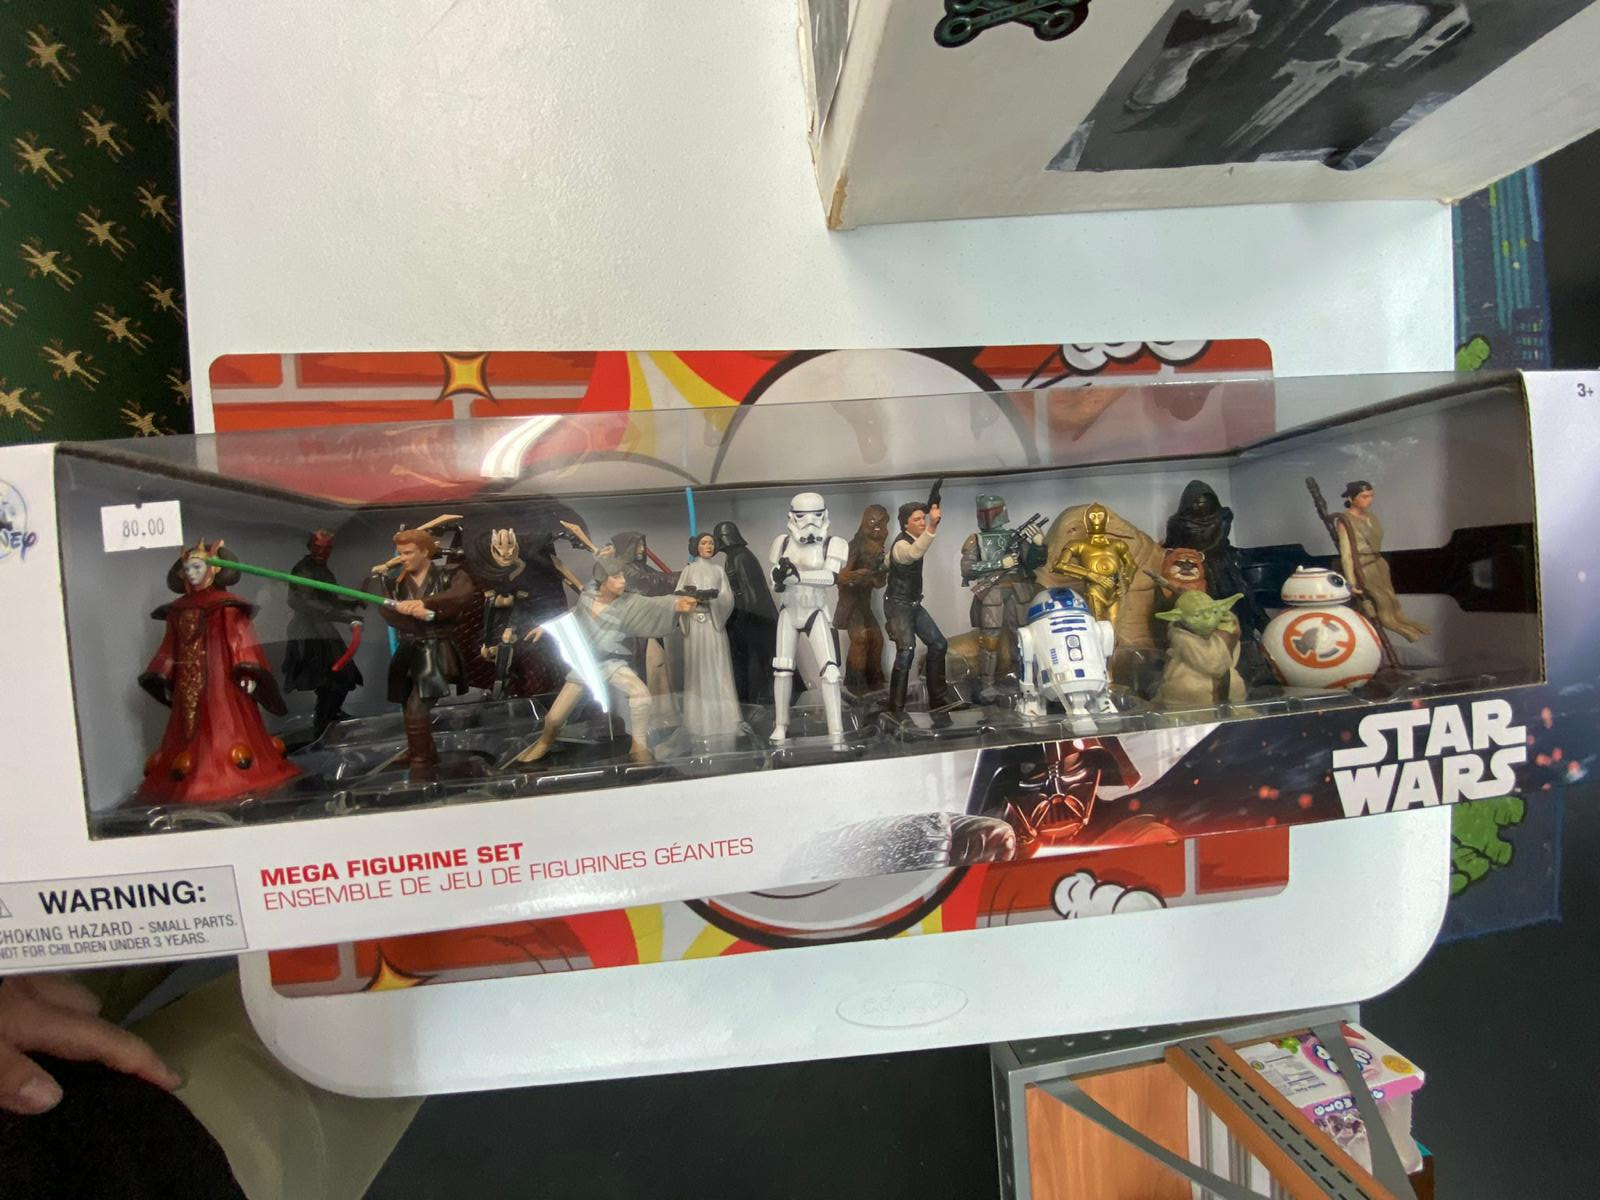 3+
80.00
STAR
WARS
MEGA FIGURINE SET
ENSEMBLE DE JEU DE FIGURINES GÉANTES
WARNING:
CHOKING HAZARD - SMALL PARTS.
NOT FOR CHILDREN UNDER 3 YEARS.